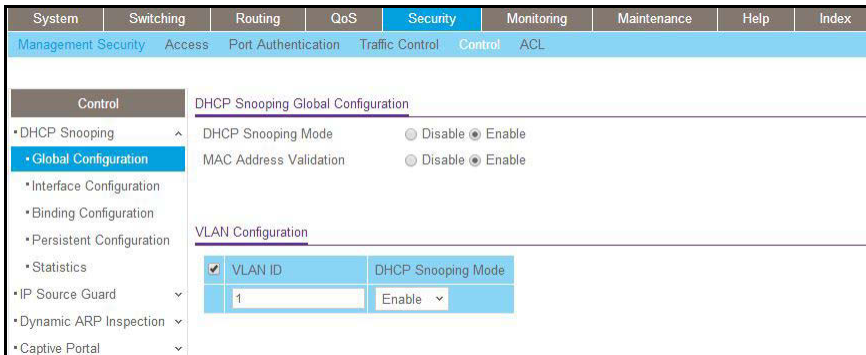 System Switching Routing QoS Security Monitoring Maintenance Help Index
Management Security Access Port Authentication Traffic Control Control ACL
Control
DHCP Snooping
Global Configuration
Interface Configuration
Binding Configuration
Persistent Configuration
Statistics
IP Source Guard
Dynamic ARP Inspection
Captive Portal
DHCP Snooping Global Configuration
DHCP Snooping Mode Disable Enable
MAC Address Validation Disable Enable
VLAN Configuration
VLAN ID DHCP Snooping Mode
1 Enable